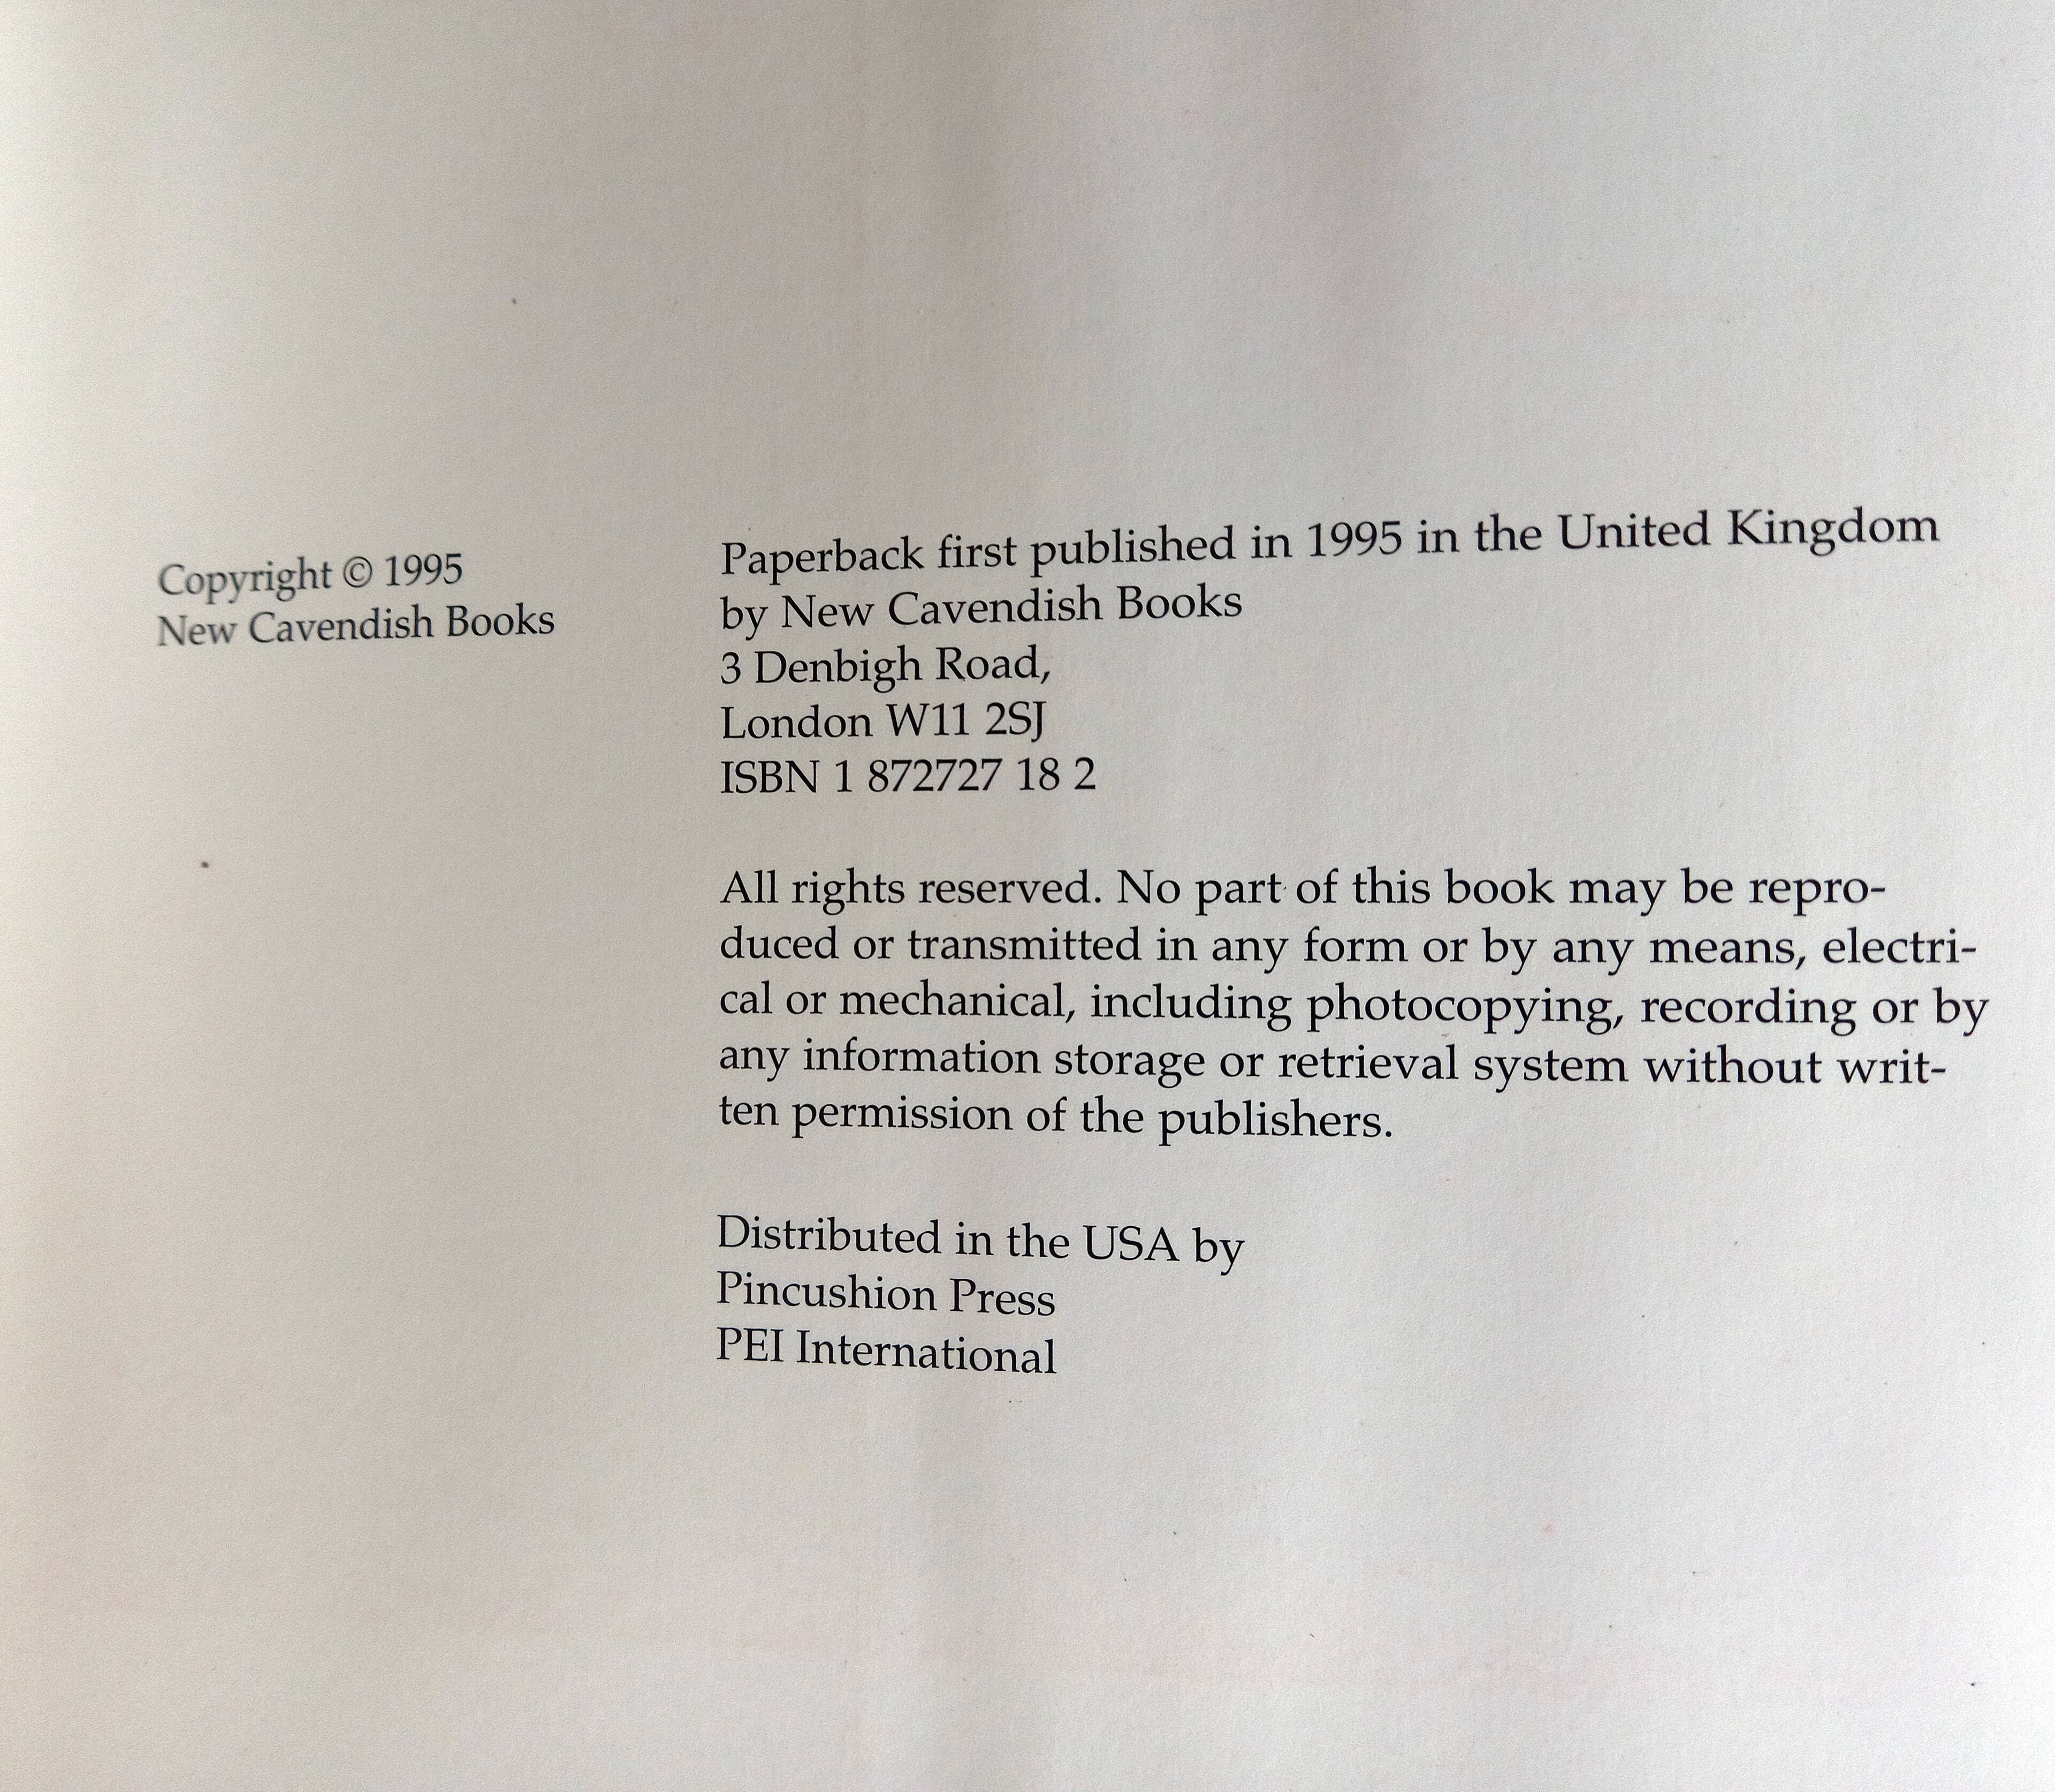 Copyright © 1995
New Cavendish Books
Paperback first published in 1995 in the United Kingdom
by New Cavendish Books
3 Denbigh Road,
London W11 2SJ
ISBN 1 872727 18 2
All rights reserved. No part of this book may be repro-
duced or transmitted in any form or by any means, electri-
cal or mechanical, including photocopying, recording or by
any information storage or retrieval system without writ-
ten permission of the publishers.
Distributed in the USA by
Pincushion Press
PEI International